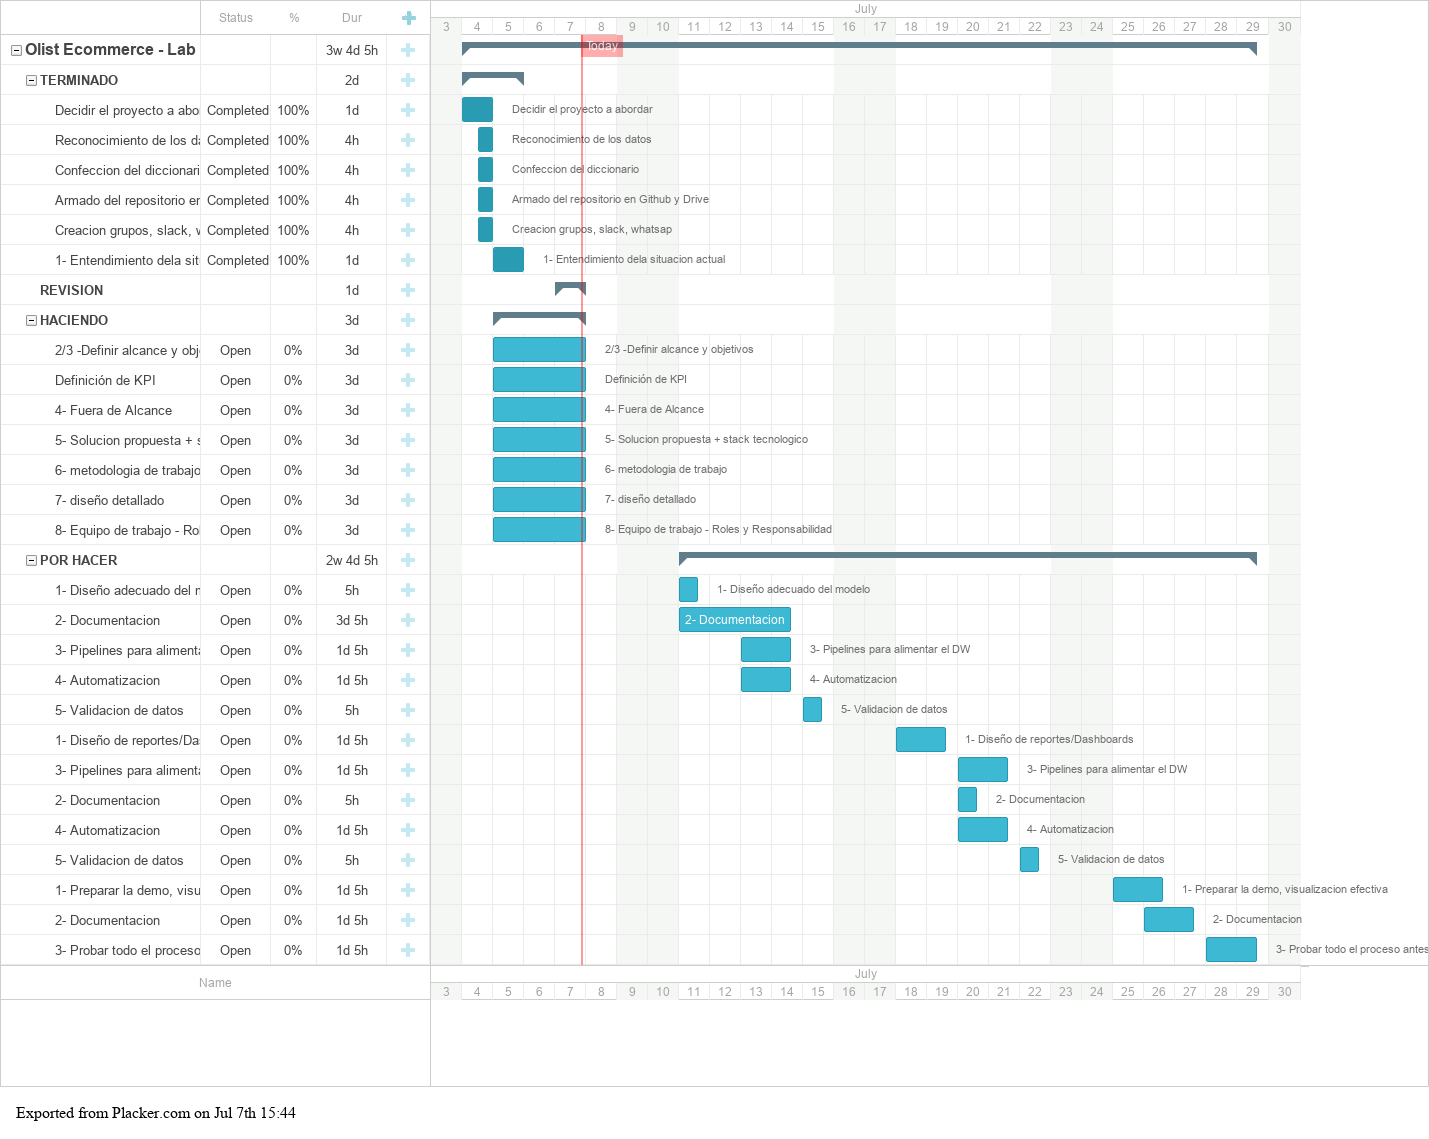 Status % Dur July
3 4 5 6 7 8 9 10 11 12 13 14 15 16 17 18 19 20 21 22 23 24 25 26 27 28 29 30
Olist Ecommerce - Lab 3w 4d 5h Today
TERMINADO 2d
Decidir el proyecto a abo Completed 100% 1d Decidir el proyecto a abordar
Reconocimiento de los da Completed 100% 4h Reconocimiento de los datos
Confeccion del diccionari Completed 100% 4h Confeccion del diccionario
Armado del repositorio er Completed 100% 4h Armado del repositorio en Github y Drive
Creacion grupos, slack, w Completed 100% 4h Creacion grupos, slack, whatsap
1- Entendimiento dela sit Completed 100% 1d 1- Entendimiento dela situacion actual
REVISION 1d
HACIENDO 3d
2/3 -Definir alcance y obj Open 0% 3d 2/3 -Definir alcance y objetivos
Definición de KPI Open 0% 3d Definición de KPI
4- Fuera de Alcance Open 0% 3d 4- Fuera de Alcance
5- Solucion propuesta + s Open 0% 3d 5- Solucion propuesta + stack tecnologico
6- metodologia de trabajo Open 0% 3d 6- metodologia de trabajo
7- diseño detallado Open 0% 3d 7- diseño detallado
8- Equipo de trabajo - Ro Open 0% 3d 8- Equipo de trabajo - Roles y Responsabilidad
POR HACER 2w 4d 5h
1- Diseño adecuado del m Open 0% 5h 1- Diseño adecuado del modelo
2- Documentacion Open 0% 3d 5h 2- Documentacion
3- Pipelines para alimenta Open 0% 1d 5h 3- Pipelines para alimentar el DW
4- Automatizacion Open 0% 1d 5h 4- Automatizacion
5- Validacion de datos Open 0% 5h 5- Validacion de datos
1- Diseño de reportes/Das Open 0% 1d 5h 1- Diseño de reportes/Dashboards
3- Pipelines para alimenta Open 0% 1d 5h 3- Pipelines para alimentar el DW
2- Documentacion Open 0% 5h 2- Documentacion
4- Automatizacion Open 0% 1d 5h 4- Automatizacion
5- Validacion de datos Open 0% 5h 5- Validacion de datos
1- Preparar la demo, visu Open 0% 1d 5h 1- Preparar la demo, visualizacion efectiva
2- Documentacion Open 0% 1d 5h 2- Documentacion
3- Probar todo el proceso Open 0% 1d 5h 3- Probar todo el proceso antes
Name July
3 4 5 6 7 8 9 10 11 12 13 14 15 16 17 18 19 20 21 22 23 24 25 26 27 28 29 30
Exported from Placker.com on Jul 7th 15:44